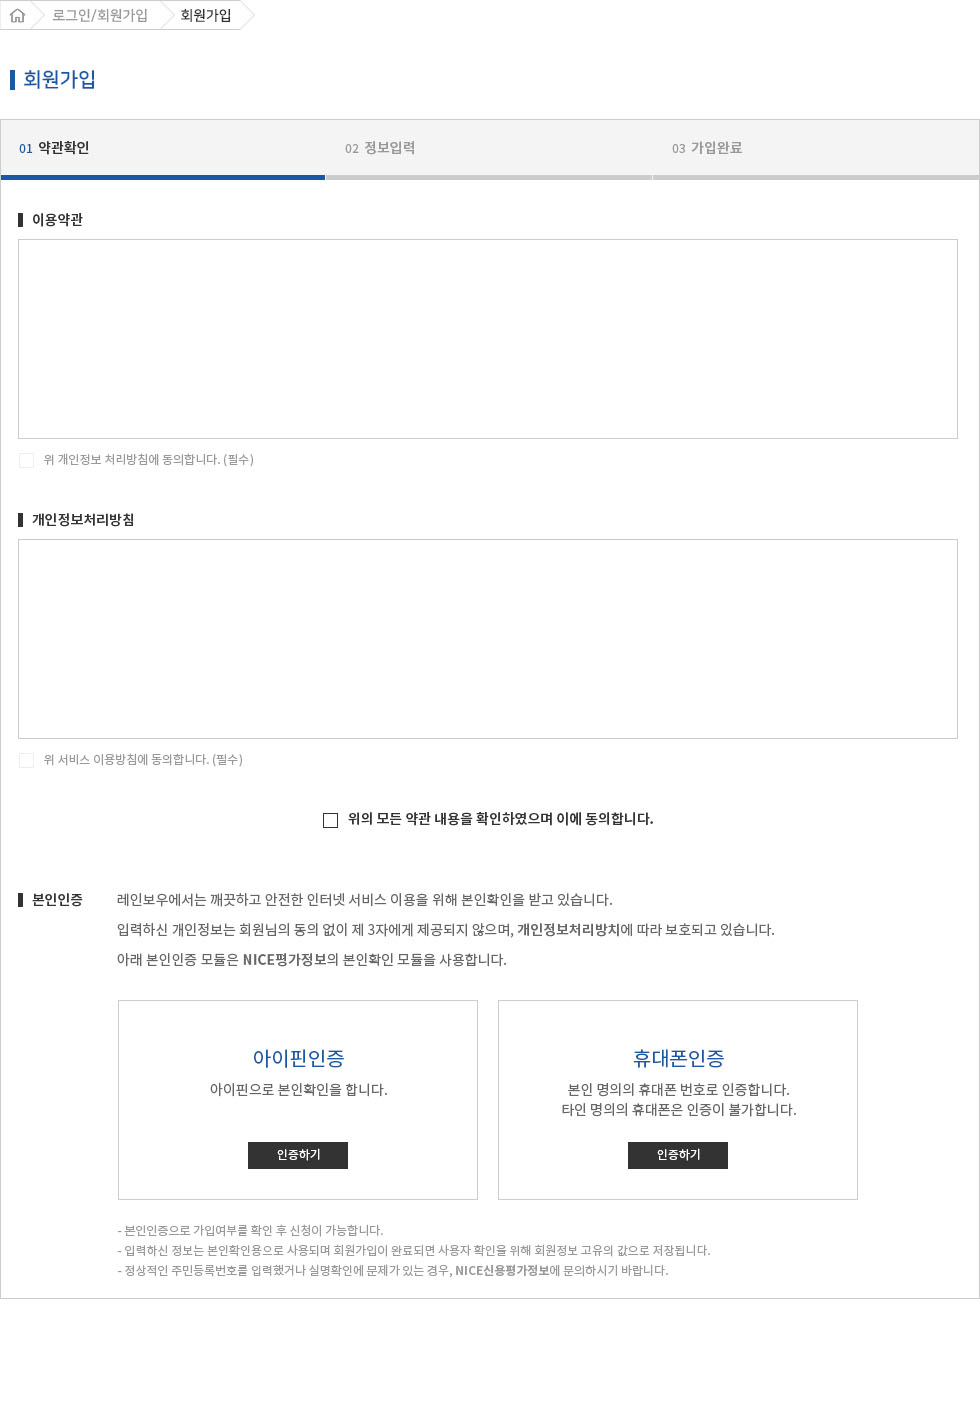 로그인/회원가입 회원가입
회원가입
01 약관확인 02 정보입력 03 가입완료
이용약관
위 개인정보 처리방침에 동의합니다. (필수)
개인정보처리방침
위 서비스 이용방침에 동의합니다. (필수)
위의 모든 약관 내용을 확인하였으며 이에 동의합니다.
본인인증 레인보우에서는 깨끗하고 안전한 인터넷 서비스 이용을 위해 본인확인을 받고 있습니다.
입력하신 개인정보는 회원님의 동의 없이 제 3자에게 제공되지 않으며, 개인정보처리방치에 따라 보호되고 있습니다.
아래 본인인증 모듈은 NICE평가정보의 본인확인 모듈을 사용합니다.
아이핀인증
아이핀으로 본인확인을 합니다.
인증하기
휴대폰인증
본인 명의의 휴대폰 번호로 인증합니다.
타인 명의의 휴대폰은 인증이 불가합니다.
인증하기
- 본인인증으로 가입여부를 확인 후 신청이 가능합니다.
- 입력하신 정보는 본인확인용으로 사용되며 회원가입이 완료되면 사용자 확인을 위해 회원정보 고유의 값으로 저장됩니다.
- 정상적인 주민등록번호를 입력했거나 실명확인에 문제가 있는 경우, NICE신용평가정보에 문의하시기 바랍니다.